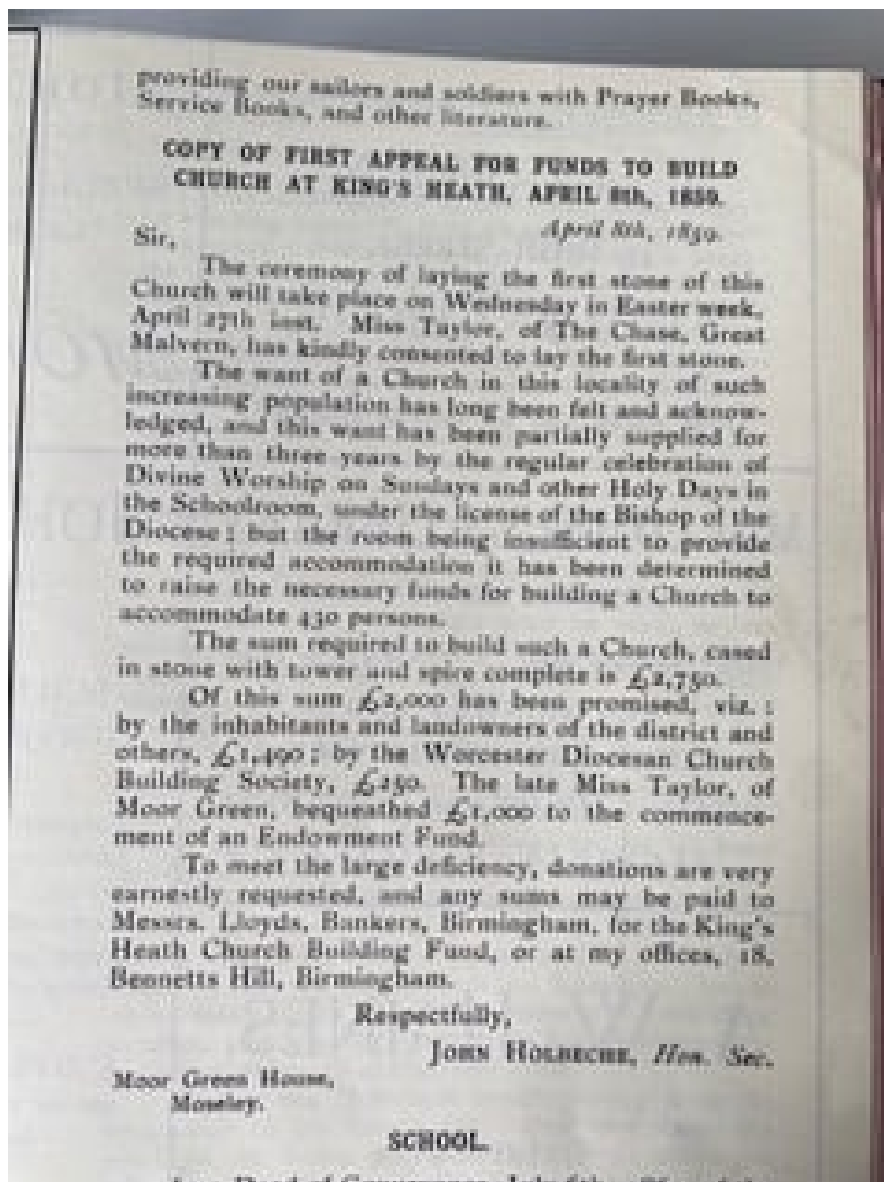 providing our sailors and soldiers with Prayer Books,
Service Books, and other literature.
COPY OF FIRST APPEAL FOR FUNDS TO BUILD
CHURCH AT KING'S HEATH, APRIL 8th, 1859.
April 8th, 1859.
Sir,
The ceremony of laying the first stone of this
Church will take place on Wednesday in Easter week,
April 27th inst. Miss Taylor, of The Chase, Great
Malvern, has kindly consented to lay the first stone.
The want of a Church in this locality of such
increasing population has long been felt and acknow-
ledged, and this want has been partially supplied for
more than three years by the regular celebration of
Divine Worship on Sundays and other Holy Days in
the Schoolroom, under the license of the Bishop of the
Diocese; but the room being insufficient to provide
the required accommodation it has been determined
to raise the necessary funds for building a Church to
accommodate 430 persons.
The sum required to build such a Church, cased
in stone with tower and spire complete is £2,750.
Of this sum £2,000 has been promised, viz.:
by the inhabitants and landowners of the district and
others, £1,490; by the Worcester Diocesan Church
Building Society, £250. The late Miss Taylor, of
Moor Green, bequeathed £1,000 to the commence-
ment of an Endowment Fund.
To meet the large deficiency, donations are very
earnestly requested, and any sums may be paid to
Messrs. Lloyds, Bankers, Birmingham, for the King's
Heath Church Building Fund, or at my offices, 18,
Bennetts Hill, Birmingham.
Respectfully,
JOHN HOLBECHE, Hon. Sec.
Moor Green House,
Moseley.
SCHOOL.